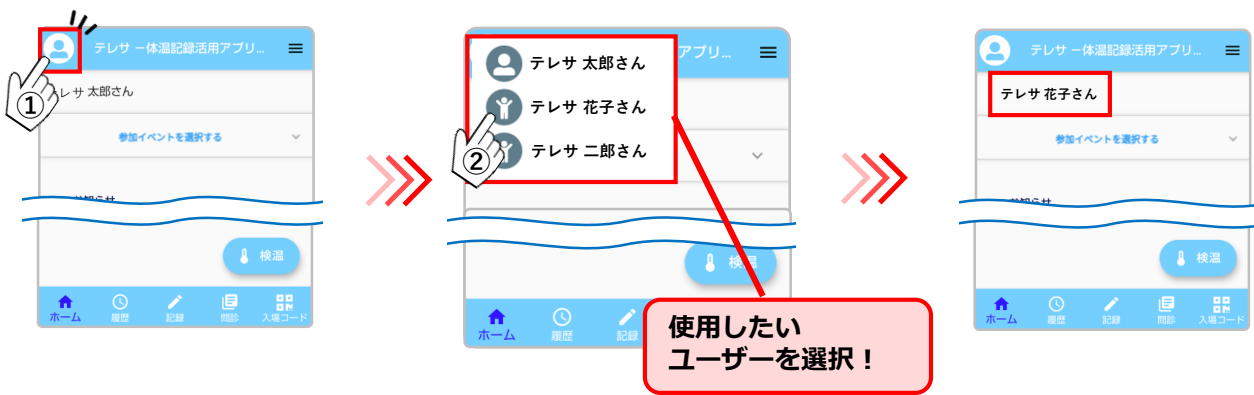 テレサ －体温記録活用アプリ...
①
テレサ 太郎さん
参加イベントを選択する
検温
ホーム
履歴
記録
問診
入場コード
アプリ...
テレサ 太郎さん
テレサ 花子さん
②
テレサ 二郎さん
検温
ホーム
履歴
記録
使用したい
ユーザーを選択！
テレサ －体温記録活用アプリ...
テレサ 花子さん
参加イベントを選択する
検温
ホーム
履歴
記録
問診
入場コード